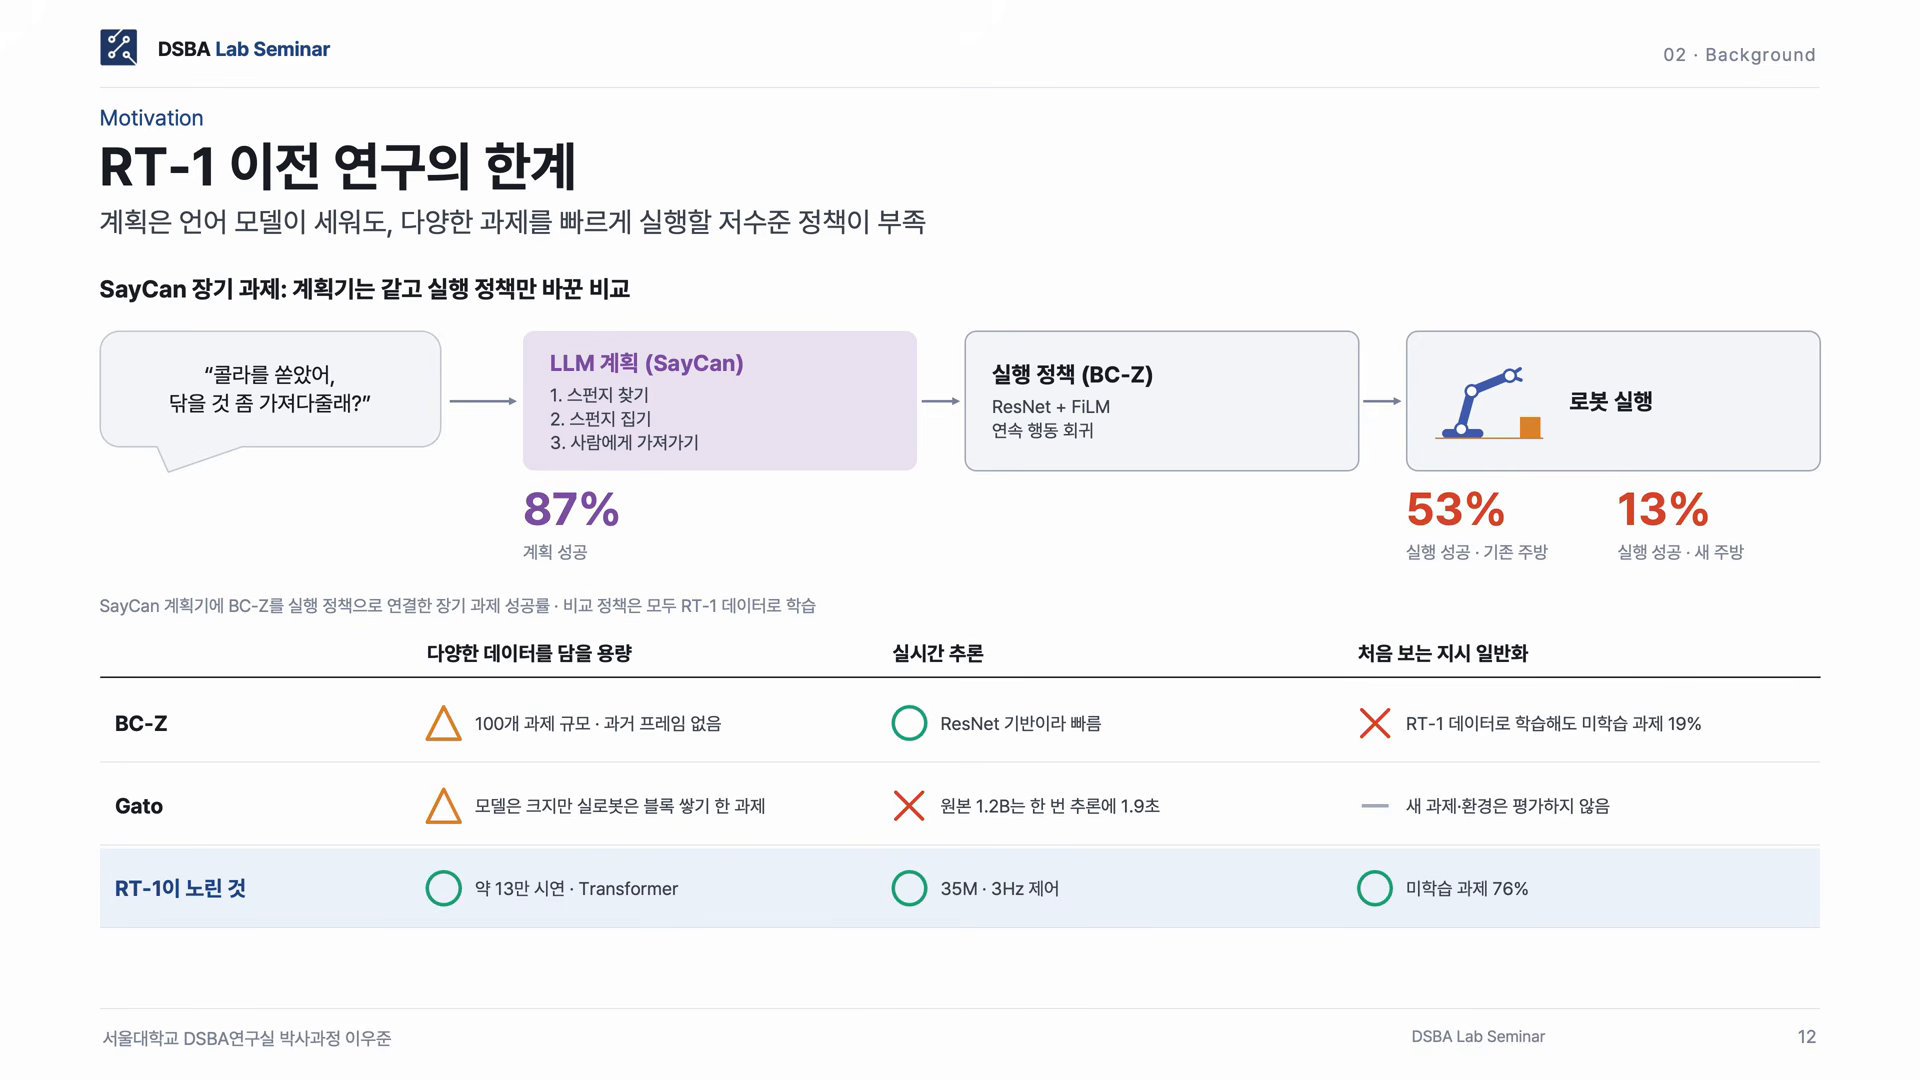 DSBA Lab Seminar
02 · Background
Motivation
RT-1 이전 연구의 한계
계획은 언어 모델이 세워도, 다양한 과제를 빠르게 실행할 저수준 정책이 부족
SayCan 장기 과제: 계획기는 같고 실행 정책만 바꾼 비교
“콜라를 쏟았어,
닦을 것 좀 가져다줄래?”
LLM 계획 (SayCan)
1. 스펀지 찾기
2. 스펀지 집기
3. 사람에게 가져가기
87%
계획 성공
실행 정책 (BC-Z)
ResNet + FiLM
연속 행동 회귀
로봇 실행
53%
실행 성공 · 기존 주방
13%
실행 성공 · 새 주방
SayCan 계획기에 BC-Z를 실행 정책으로 연결한 장기 과제 성공률 · 비교 정책은 모두 RT-1 데이터로 학습
다양한 데이터를 담을 용량
실시간 추론
처음 보는 지시 일반화
BC-Z
100개 과제 규모 · 과거 프레임 없음
ResNet 기반이라 빠름
RT-1 데이터로 학습해도 미학습 과제 19%
Gato
모델은 크지만 실로봇은 블록 쌓기 한 과제
원본 1.2B는 한 번 추론에 1.9초
새 과제·환경은 평가하지 않음
RT-1이 노린 것
약 13만 시연 · Transformer
35M · 3Hz 제어
미학습 과제 76%
서울대학교 DSBA연구실 박사과정 이우준
DSBA Lab Seminar
12